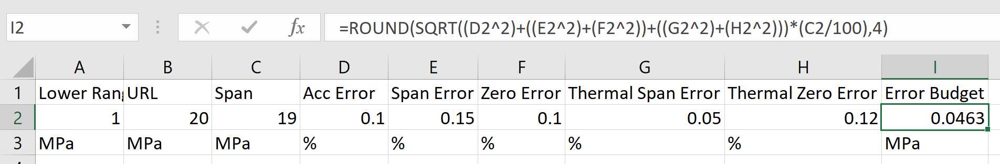 I2 fx =ROUND(SQRT((D2^2)+((E2^2)+(F2^2))+((G2^2)+(H2^2)))*(C2/100),4)
A B C D E F G H I
1 Lower Rang URL Span Acc Error Span Error Zero Error Thermal Span Error Thermal Zero Error Error Budget
2 1 20 19 0.1 0.15 0.1 0.05 0.12 0.0463
3 MPa MPa MPa % % % % % MPa